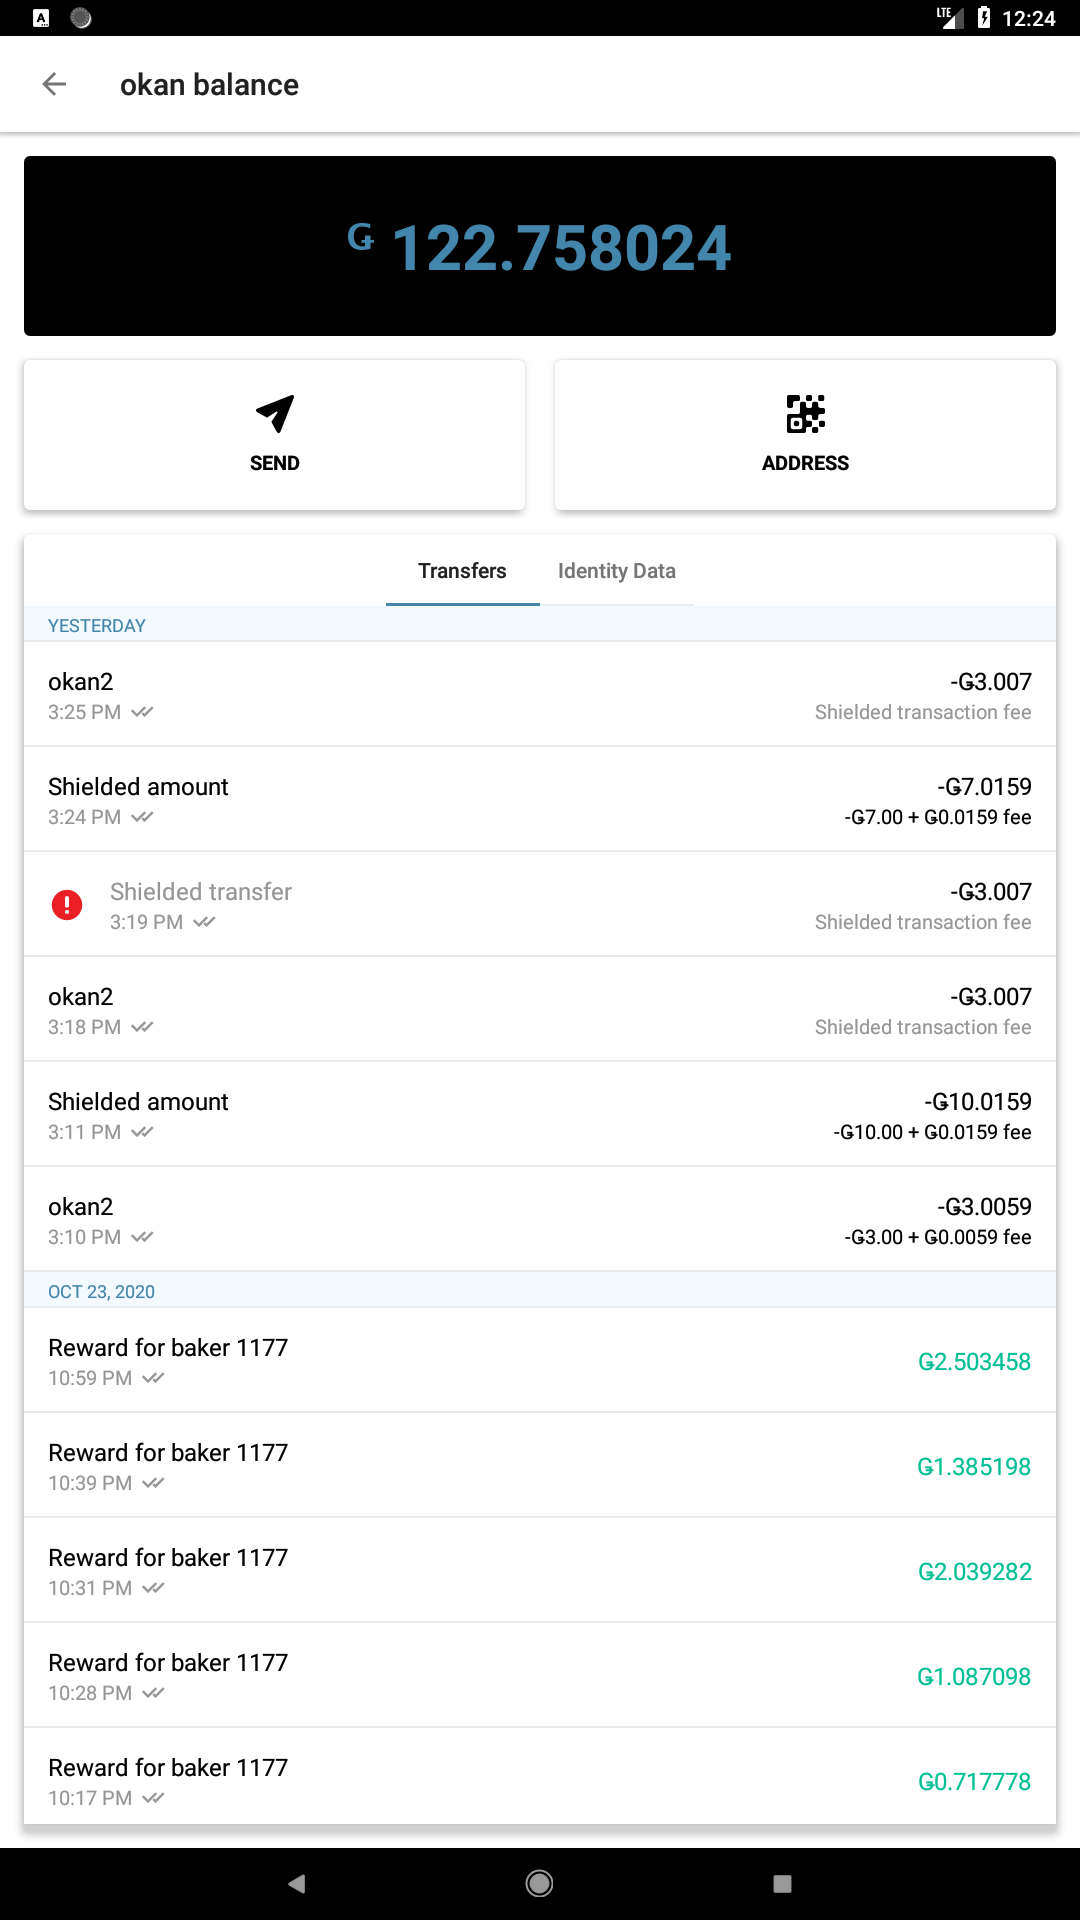 LTE 12:24
okan balance
Ǥ 122.758024
SEND
ADDRESS
Transfers
Identity Data
YESTERDAY
okan2
-Ǥ3.007
3:25 PM
Shielded transaction fee
Shielded amount
-Ǥ7.0159
3:24 PM
-Ǥ7.00 + Ǥ0.0159 fee
Shielded transfer
-Ǥ3.007
3:19 PM
Shielded transaction fee
okan2
-Ǥ3.007
3:18 PM
Shielded transaction fee
Shielded amount
-Ǥ10.0159
3:11 PM
-Ǥ10.00 + Ǥ0.0159 fee
okan2
-Ǥ3.0059
3:10 PM
-Ǥ3.00 + Ǥ0.0059 fee
OCT 23, 2020
Reward for baker 1177
Ǥ2.503458
10:59 PM
Reward for baker 1177
Ǥ1.385198
10:39 PM
Reward for baker 1177
Ǥ2.039282
10:31 PM
Reward for baker 1177
Ǥ1.087098
10:28 PM
Reward for baker 1177
Ǥ0.717778
10:17 PM